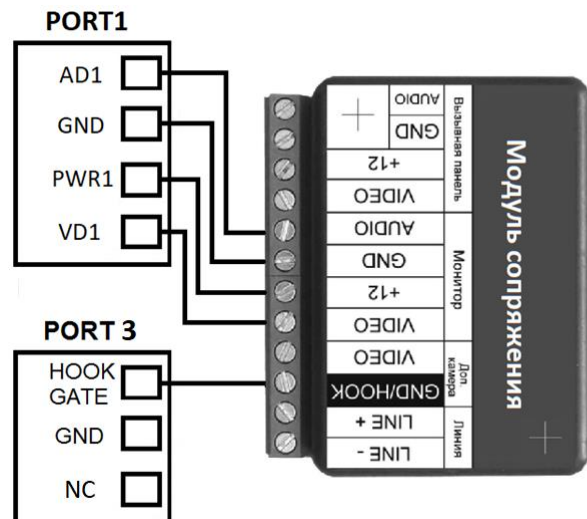 PORT1
AD1
GND
PWR1
VD1
PORT 3
HOOK
GATE
GND
NC
AUDIO
GND
+12
VIDEO
AUDIO
GND
+12
VIDEO
VIDEO
GND/HOOK
LINE +
LINE -
Вызывная панель
Монитор
Доп.
камера
Линия
Модуль сопряжения